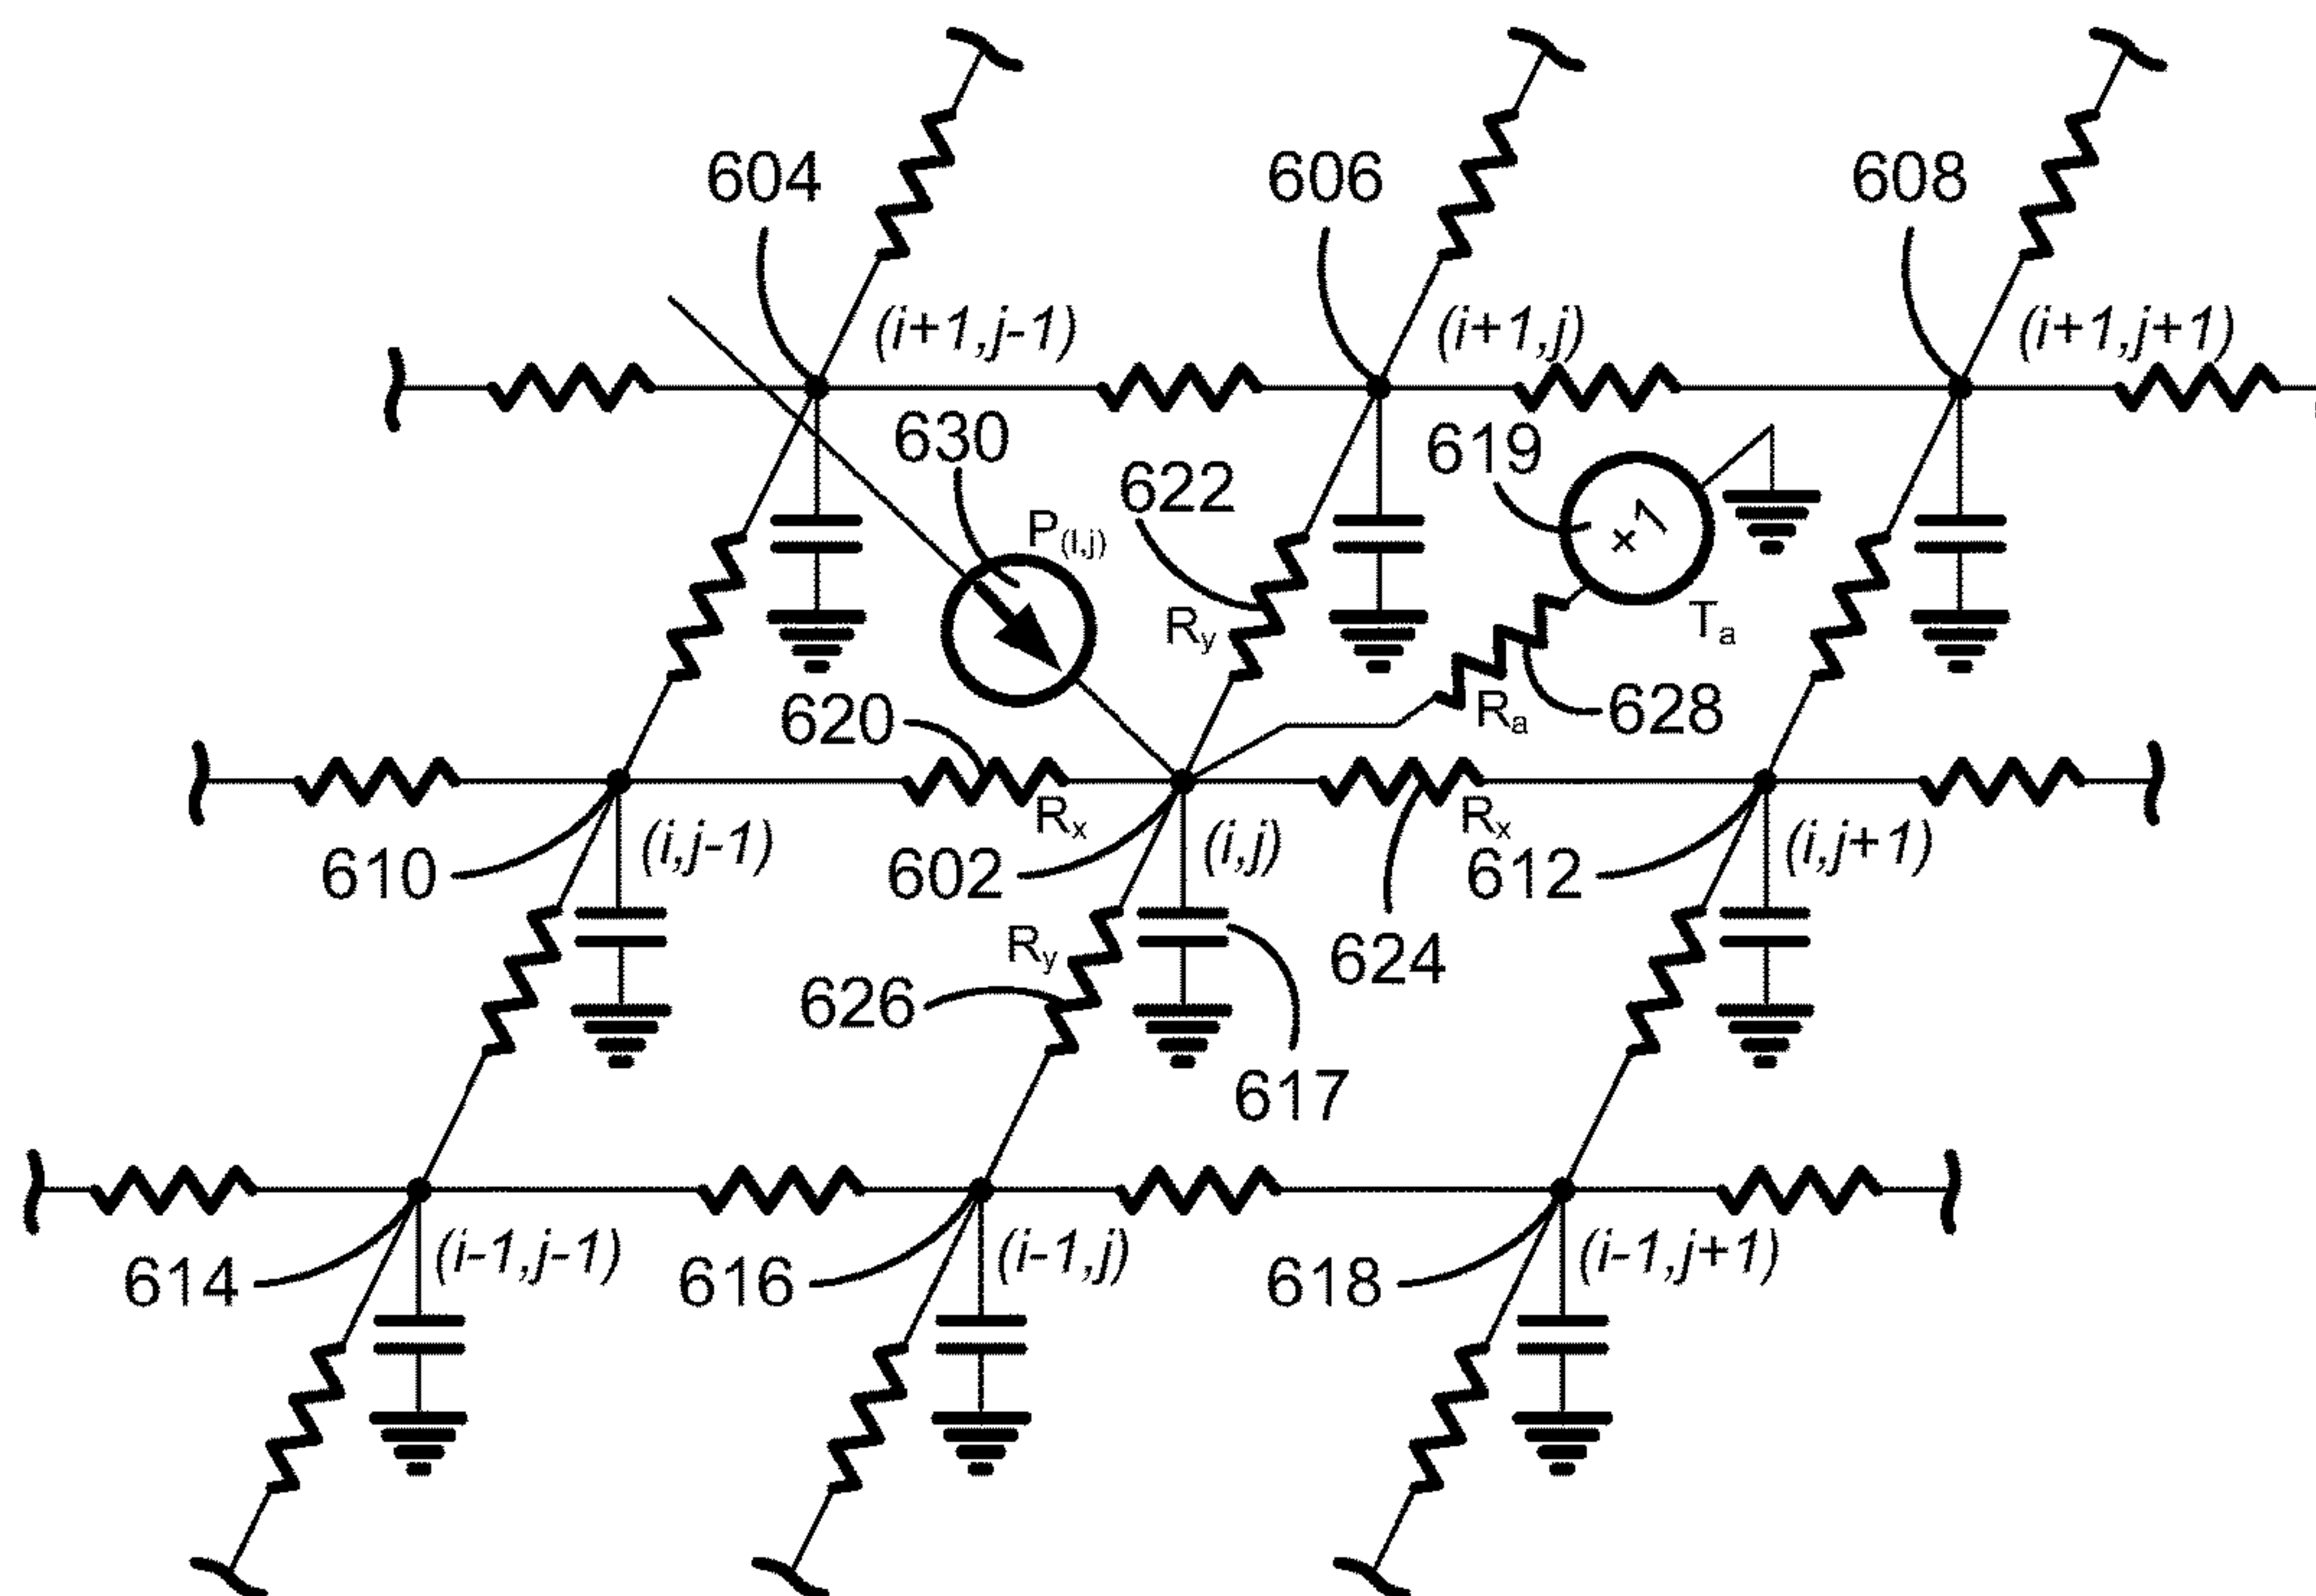 604 606 608
(i+1,j-1) (i+1,j) (i+1,j+1)
630 622 619
P(I,j)
Ry Ta
620 Ra 628
Rx Rx
610 (i,j-1) 602 (i,j) 612 (i,j+1)
Ry 624
626
617
614 (i-1,j-1) 616 (i-1,j) 618 (i-1,j+1)